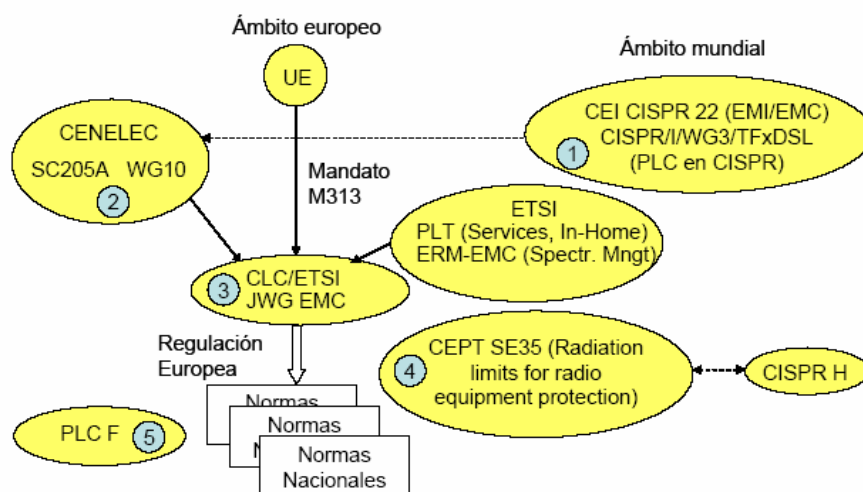 Ámbito europeo
Ámbito mundial
UE
CEI CISPR 22 (EMI/EMC)
CISPR/I/WG3/TFxDSL
(PLC en CISPR)
1
CENELEC
SC205A WG10
2
Mandato
M313
ETSI
PLT (Services, In-Home)
ERM-EMC (Spectr. Mngt)
3
CLC/ETSI
JWG EMC
Regulación
Europea
CEPT SE35 (Radiation
limits for radio
equipment protection)
4
CISPR H
Normas
Normas
N
Normas
Nacionales
PLC F
5